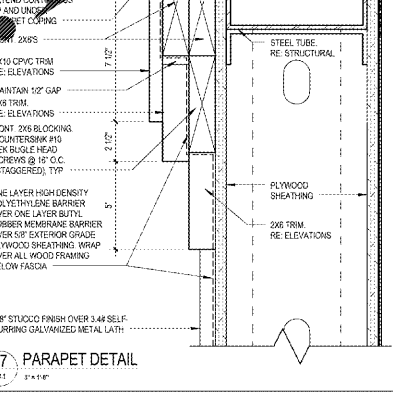 AND UNDER
PET COPING
ONT. 2X6'S
X10 CPVC TRIM
RE: ELEVATIONS
AINTAIN 1/2" GAP
X6 TRIM.
RE: ELEVATIONS
ONT. 2X6 BLOCKING.
OUNTERSINK #10
EK BUGLE HEAD
CREWS @ 16" O.C.
STAGGERED), TYP
NE LAYER HIGH DENSITY
OLYETHYLENE BARRIER
VER ONE LAYER BUTYL
UBBER MEMBRANE BARRIER
VER 5/8" EXTERIOR GRADE
LYWOOD SHEATHING. WRAP
VER ALL WOOD FRAMING
ELOW FASCIA
8" STUCCO FINISH OVER 3.4# SELF-
URRING GALVANIZED METAL LATH
7 1/2"
2 1/2"
5"
STEEL TUBE.
RE: STRUCTURAL
PLYWOOD
SHEATHING
2X6 TRIM.
RE: ELEVATIONS
7 PARAPET DETAIL
3" = 1'-0"